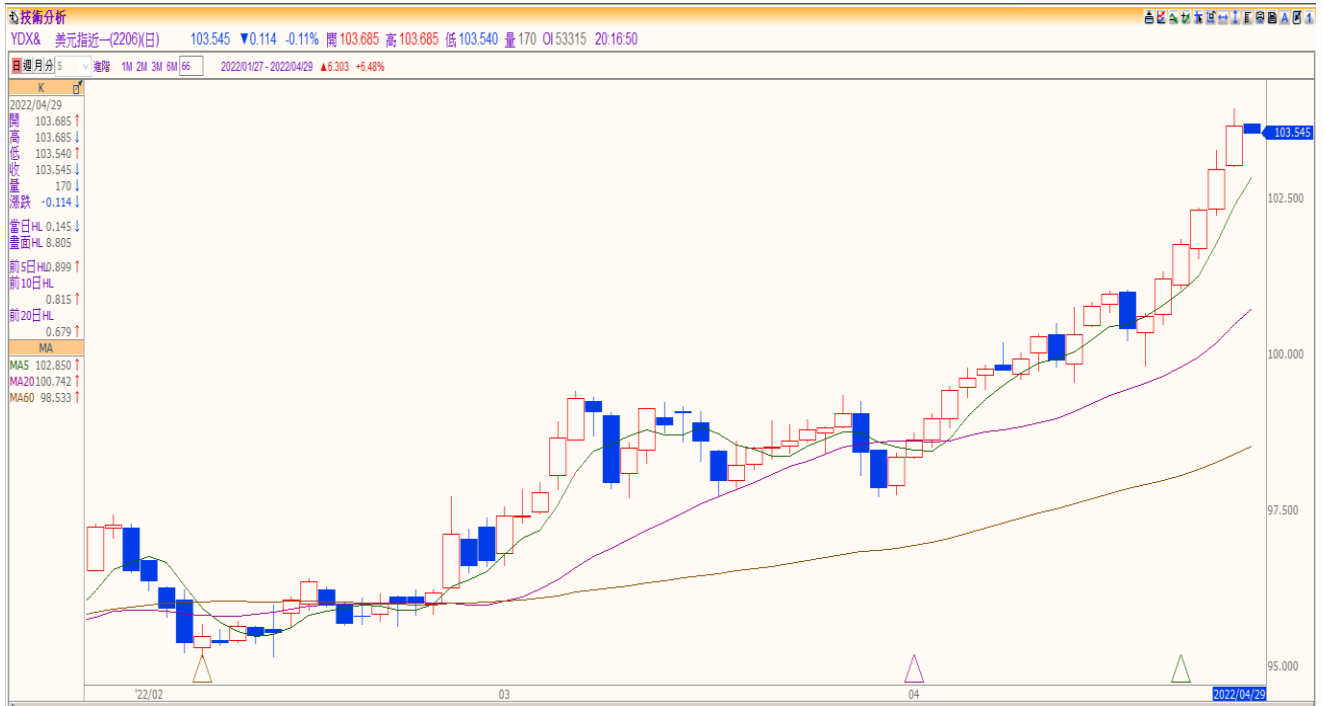 技術分析
YDX& 美元指近一(2206)(日) 103.545 ▼0.114 -0.11% 開 103.685 高 103.685 低 103.540 量 170 OI 53315 20:16:50
日 週 月 分 5 進階 1M 2M 3M 6M 66 2022/01/27 - 2022/04/29 ▲6.303 +6.48%
K
2022/04/29
開 103.685↑
高 103.685↓
低 103.540↑
收 103.545↓
量 170↓
漲跌 -0.114↓
當日HL 0.145↓
畫面HL 8.805
前5日HL 0.899↑
前10日HL
0.815↑
前20日HL
0.679↑
MA
MA5 102.850↑
MA20 100.742↑
MA60 98.533↑
103.545
102.500
100.000
97.500
95.000
'22/02 03 04 2022/04/29